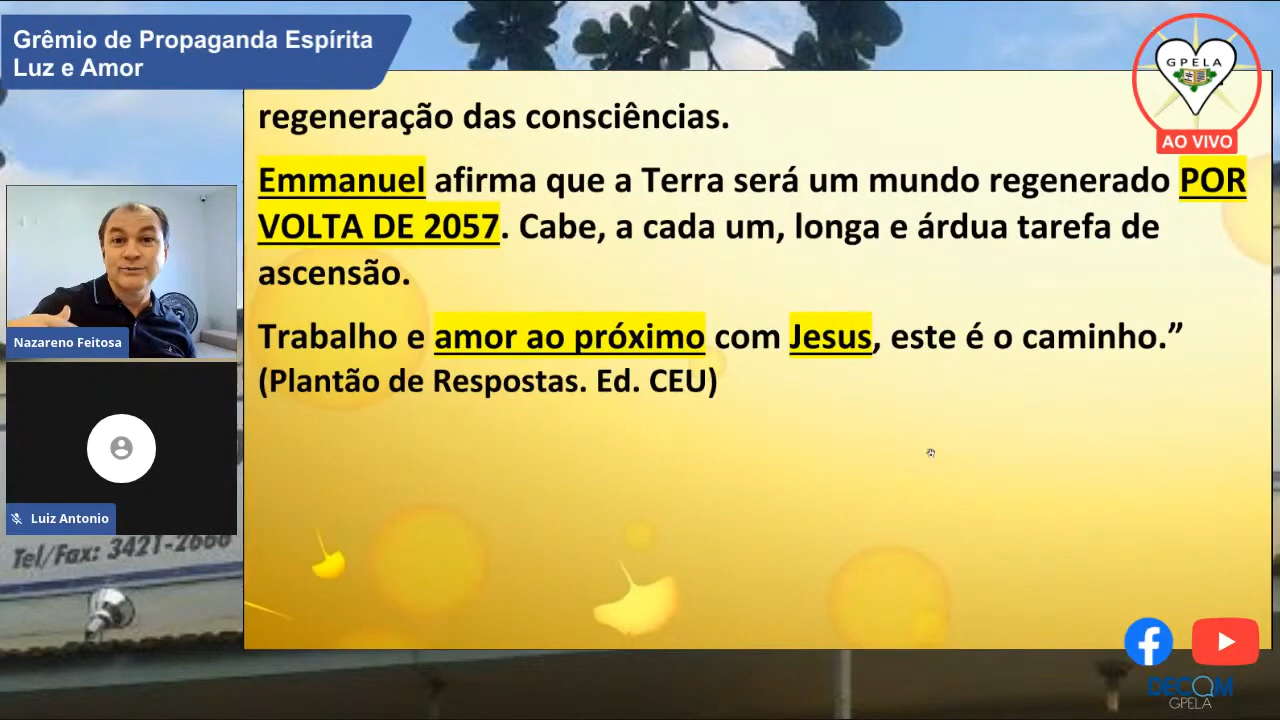 Grêmio de Propaganda Espírita
Luz e Amor
GPELA
AO VIVO
regeneração das consciências.
Emmanuel afirma que a Terra será um mundo regenerado POR
VOLTA DE 2057. Cabe, a cada um, longa e árdua tarefa de
ascensão.
Trabalho e amor ao próximo com Jesus, este é o caminho.”
(Plantão de Respostas. Ed. CEU)
Nazareno Feitosa
Luiz Antonio
Tel/Fax: 3421-2668
DECOM
GPELA